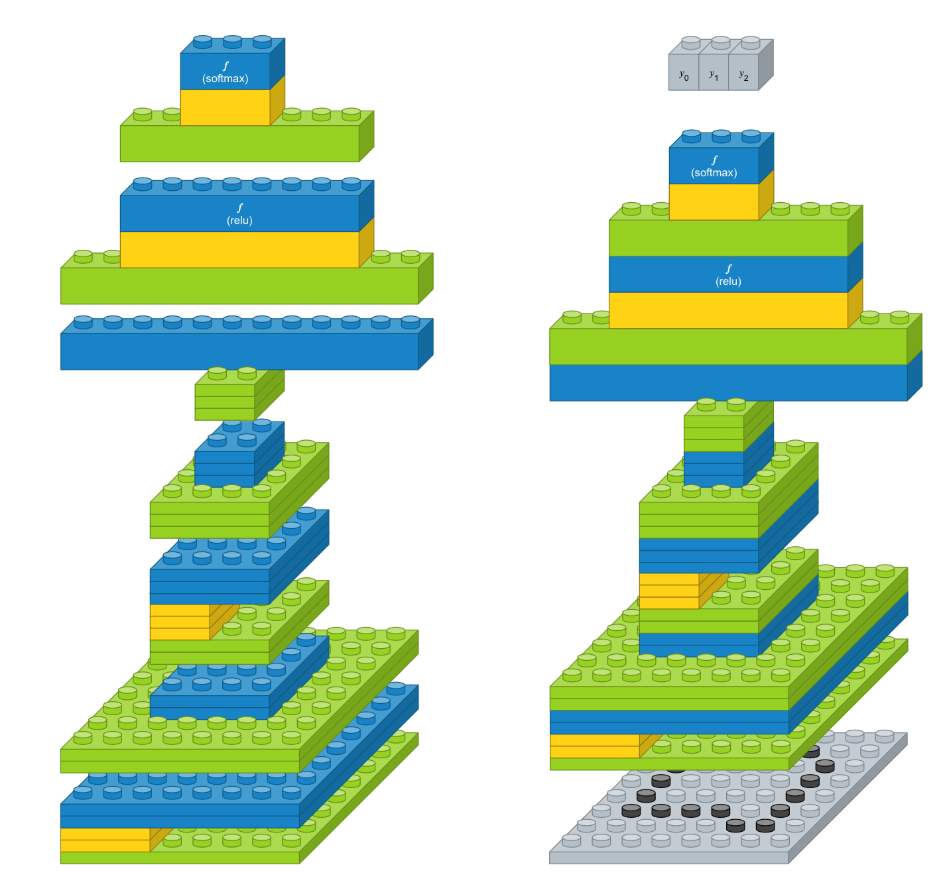 f
(softmax)
f
(relu)
y0 y1 y2
f
(softmax)
f
(relu)